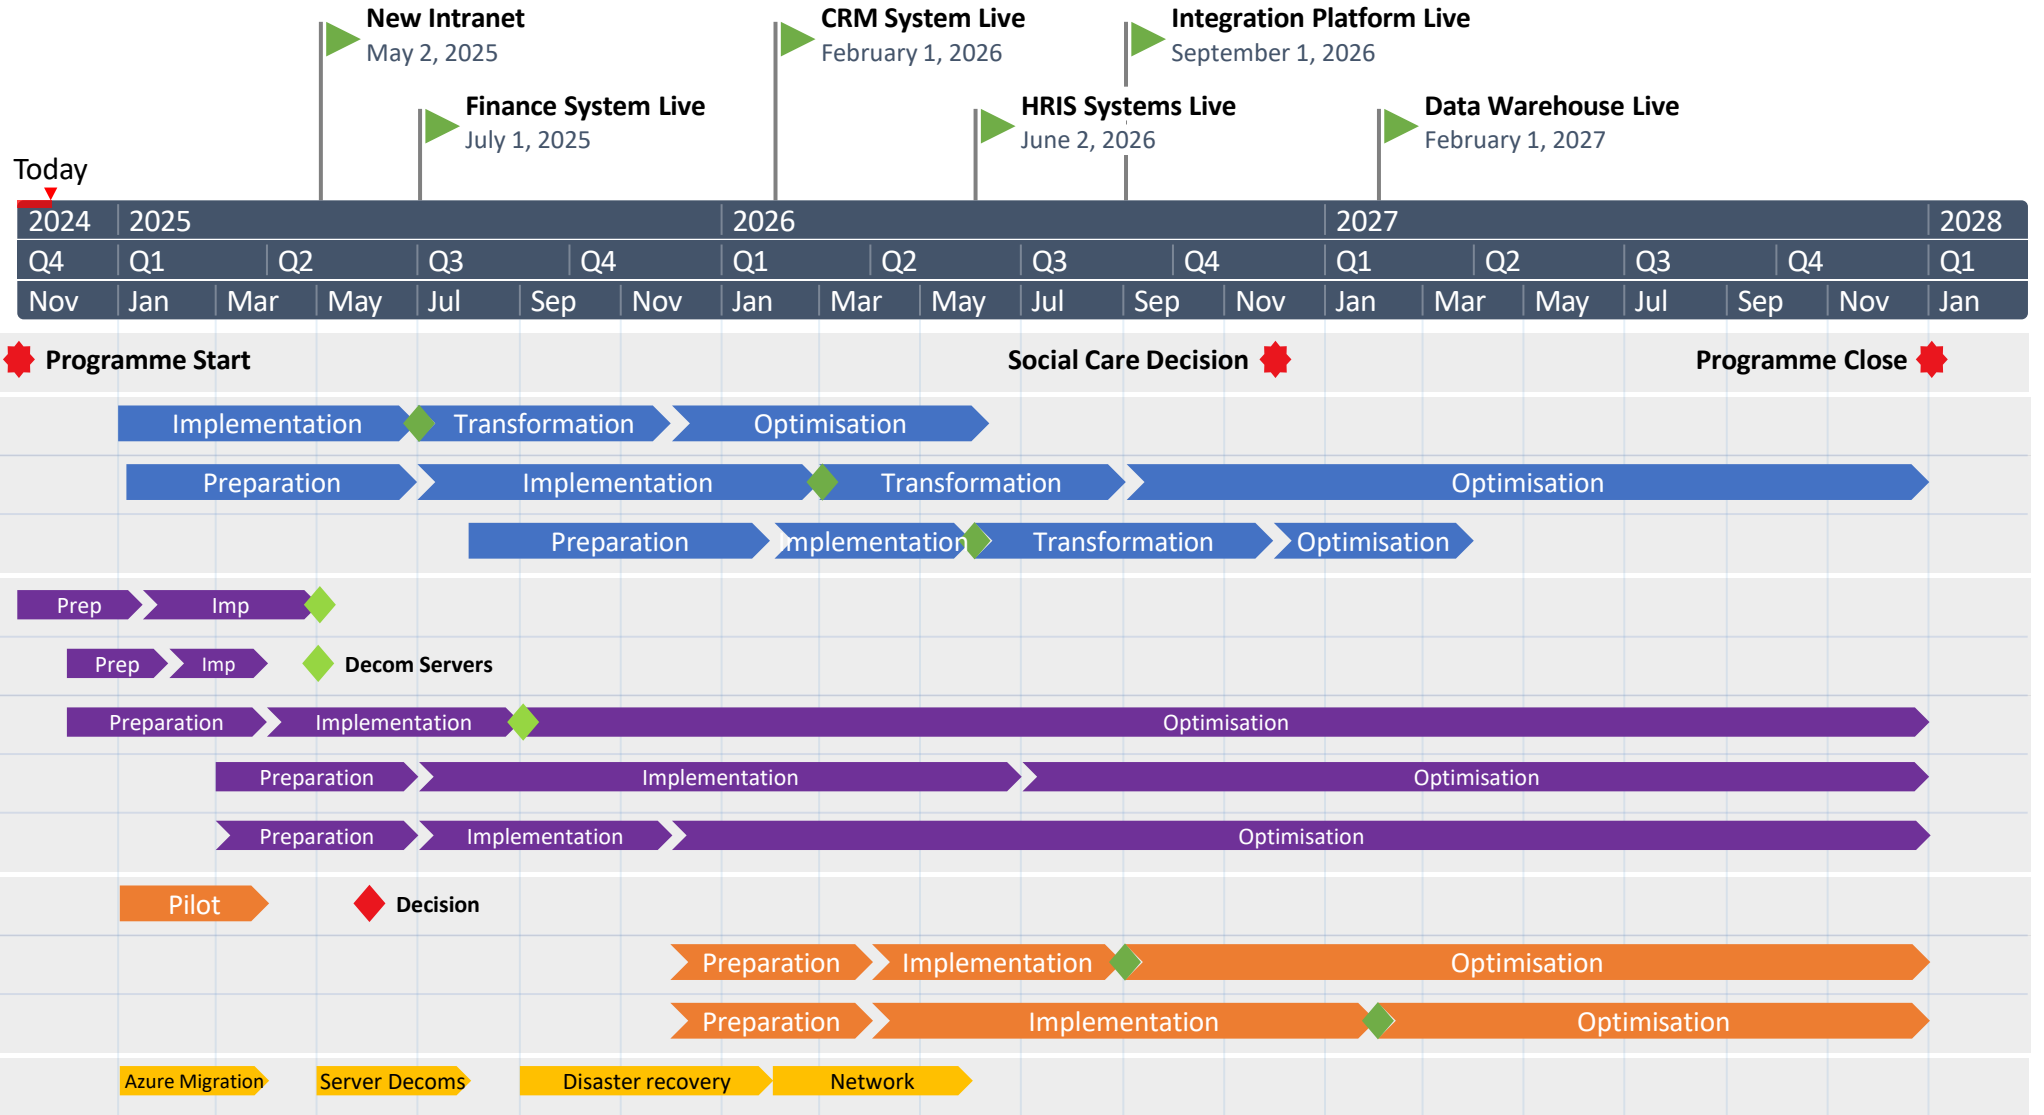 New Intranet
May 2, 2025
CRM System Live
February 1, 2026
Integration Platform Live
September 1, 2026
Finance System Live
July 1, 2025
HRIS Systems Live
June 2, 2026
Data Warehouse Live
February 1, 2027
Today
2024 2025 2026 2027 2028
Q4 Q1 Q2 Q3 Q4 Q1 Q2 Q3 Q4 Q1 Q2 Q3 Q4 Q1
Nov Jan Mar May Jul Sep Nov Jan Mar May Jul Sep Nov Jan Mar May Jul Sep Nov Jan
Programme Start Social Care Decision Programme Close
Implementation Transformation Optimisation
Preparation Implementation Transformation Optimisation
Preparation Implementation Transformation Optimisation
Prep Imp
Prep Imp Decom Servers
Preparation Implementation Optimisation
Preparation Implementation Optimisation
Preparation Implementation Optimisation
Pilot Decision
Preparation Implementation Optimisation
Preparation Implementation Optimisation
Azure Migration Server Decoms Disaster recovery Network